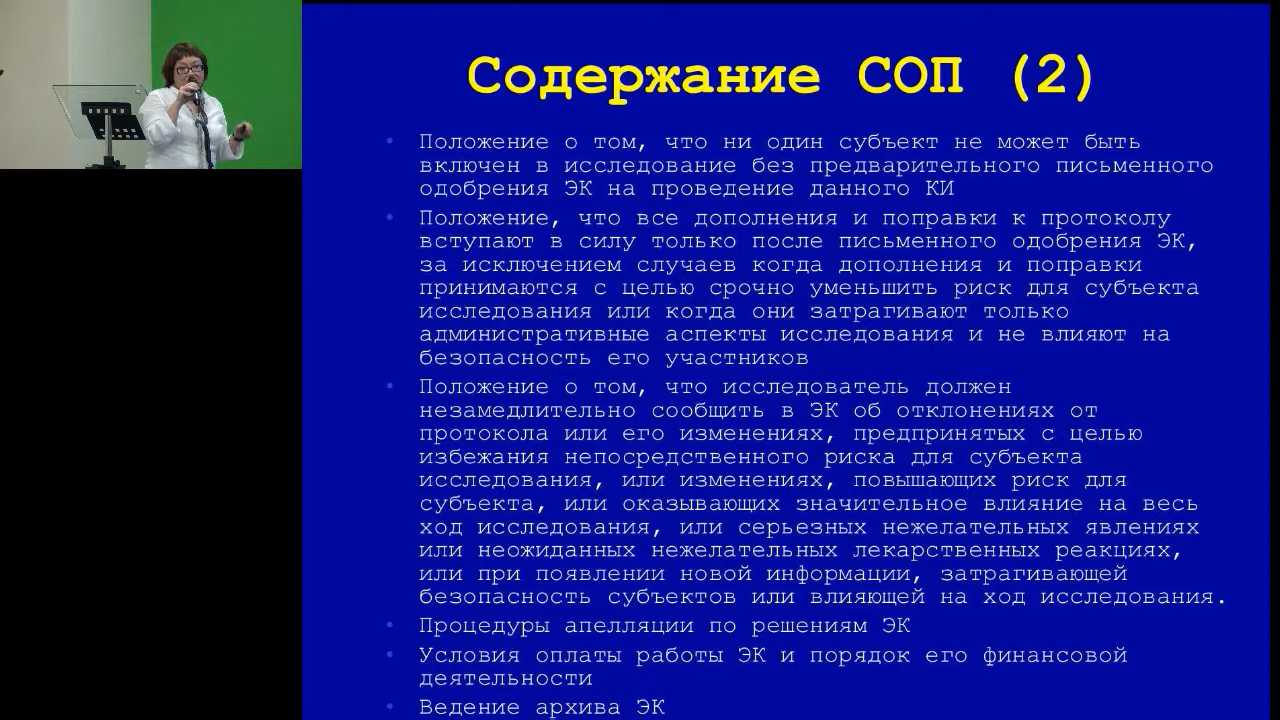 Содержание СОП (2)
• Положение о том, что ни один субъект не может быть
включен в исследование без предварительного письменного
одобрения ЭК на проведение данного КИ
• Положение, что все дополнения и поправки к протоколу
вступают в силу только после письменного одобрения ЭК,
за исключением случаев когда дополнения и поправки
принимаются с целью срочно уменьшить риск для субъекта
исследования или когда они затрагивают только
административные аспекты исследования и не влияют на
безопасность его участников
• Положение о том, что исследователь должен
незамедлительно сообщить в ЭК об отклонениях от
протокола или его изменениях, предпринятых с целью
избежания непосредственного риска для субъекта
исследования, или изменениях, повышающих риск для
субъекта, или оказывающих значительное влияние на весь
ход исследования, или серьезных нежелательных явлениях
или неожиданных нежелательных лекарственных реакциях,
или при появлении новой информации, затрагивающей
безопасность субъектов или влияющей на ход исследования.
• Процедуры апелляции по решениям ЭК
• Условия оплаты работы ЭК и порядок его финансовой
деятельности
• Ведение архива ЭК